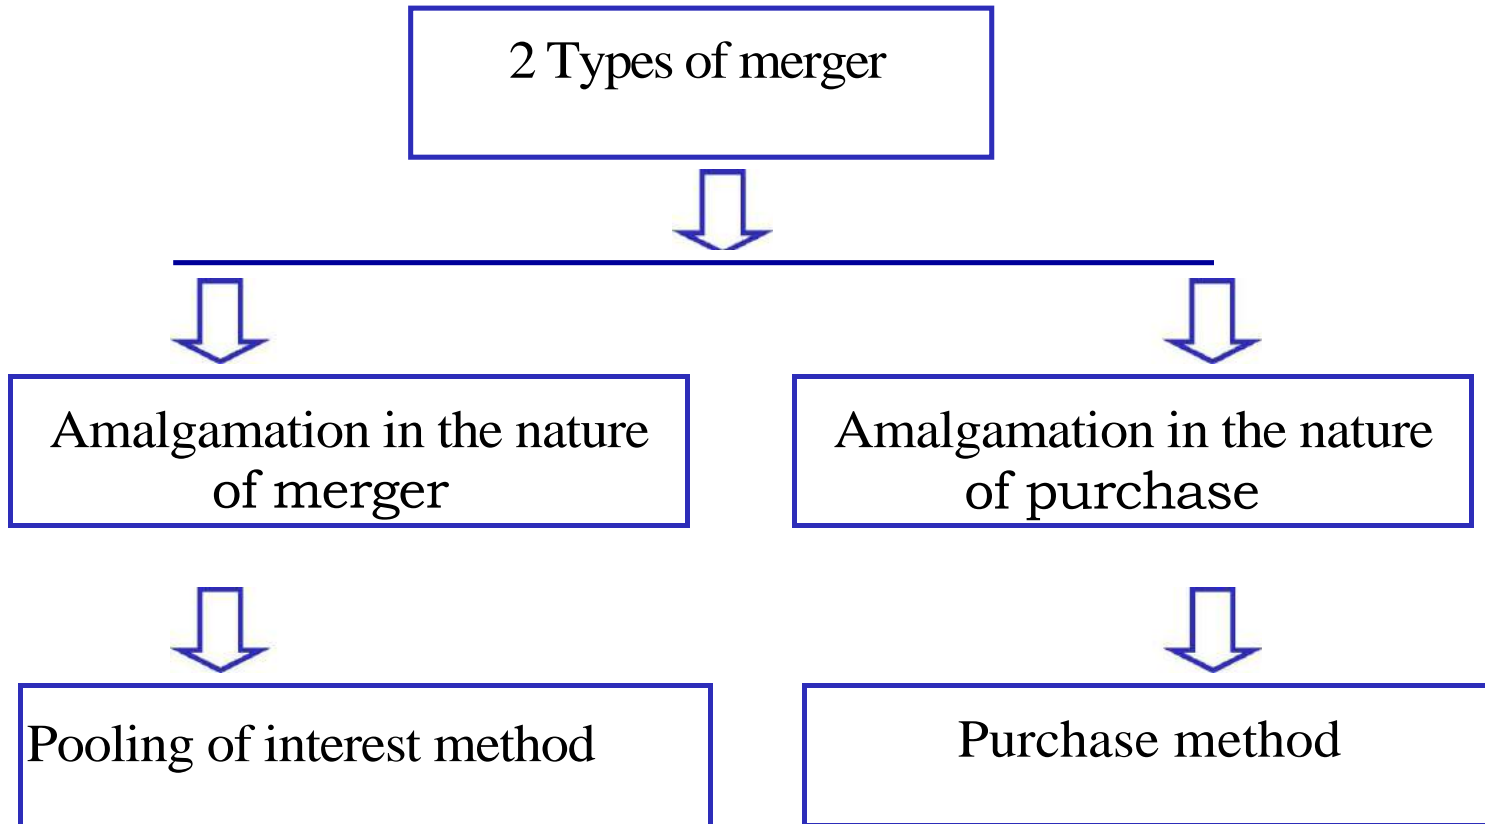 2 Types of merger
Amalgamation in the nature
of merger
Amalgamation in the nature
of purchase
Pooling of interest method
Purchase method